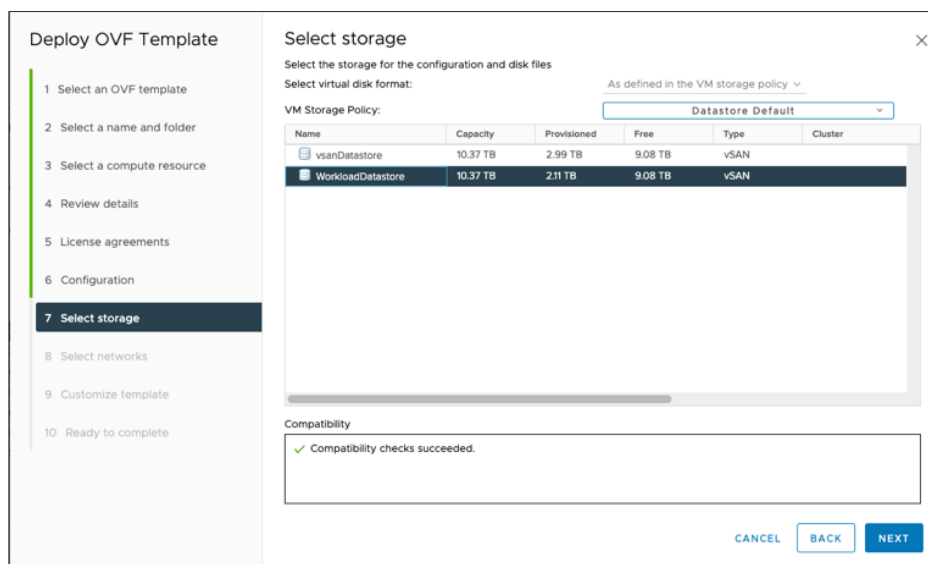 Deploy OVF Template
1 Select an OVF template
2 Select a name and folder
3 Select a compute resource
4 Review details
5 License agreements
6 Configuration
7 Select storage
8 Select networks
9 Customize template
10 Ready to complete
Select storage
Select the storage for the configuration and disk files
Select virtual disk format: As defined in the VM storage policy
VM Storage Policy: Datastore Default
Name Capacity Provisioned Free Type Cluster
vsanDatastore 10.37 TB 2.99 TB 9.08 TB vSAN
WorkloadDatastore 10.37 TB 2.11 TB 9.08 TB vSAN
Compatibility
Compatibility checks succeeded.
CANCEL BACK NEXT